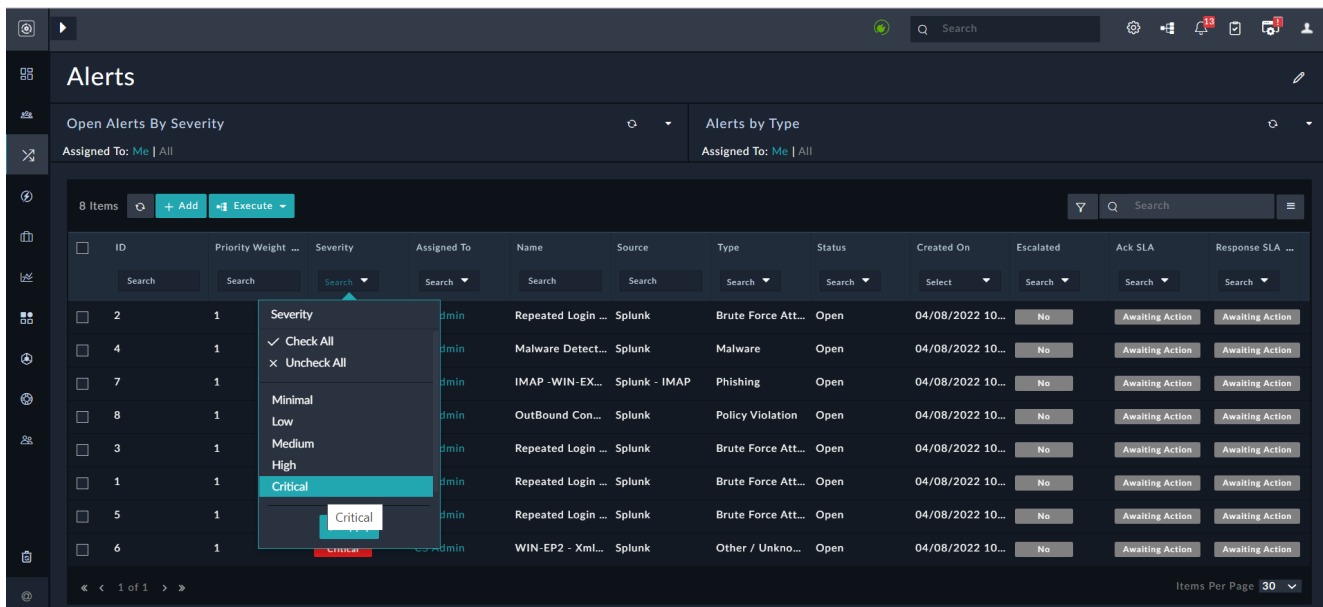 Search
13
Alerts
Open Alerts By Severity
Assigned To: Me | All
Alerts by Type
Assigned To: Me | All
8 Items
+ Add
Execute
Search
ID Priority Weight ... Severity Assigned To Name Source Type Status Created On Escalated Ack SLA Response SLA ...
Search Search Search Search Search Search Search Search Select Search Search Search
2 1 Repeated Login ... Splunk Brute Force Att... Open 04/08/2022 10... No Awaiting Action Awaiting Action
4 1 Malware Detect... Splunk Malware Open 04/08/2022 10... No Awaiting Action Awaiting Action
7 1 IMAP -WIN-EX... Splunk - IMAP Phishing Open 04/08/2022 10... No Awaiting Action Awaiting Action
8 1 OutBound Con... Splunk Policy Violation Open 04/08/2022 10... No Awaiting Action Awaiting Action
3 1 Repeated Login ... Splunk Brute Force Att... Open 04/08/2022 10... No Awaiting Action Awaiting Action
1 1 Repeated Login ... Splunk Brute Force Att... Open 04/08/2022 10... No Awaiting Action Awaiting Action
5 1 Repeated Login ... Splunk Brute Force Att... Open 04/08/2022 10... No Awaiting Action Awaiting Action
6 1 Critical CS Admin WIN-EP2 - Xml... Splunk Other / Unkno... Open 04/08/2022 10... No Awaiting Action Awaiting Action
Severity
Check All
Uncheck All
Minimal
Low
Medium
High
Critical
Critical
1 of 1
Items Per Page 30